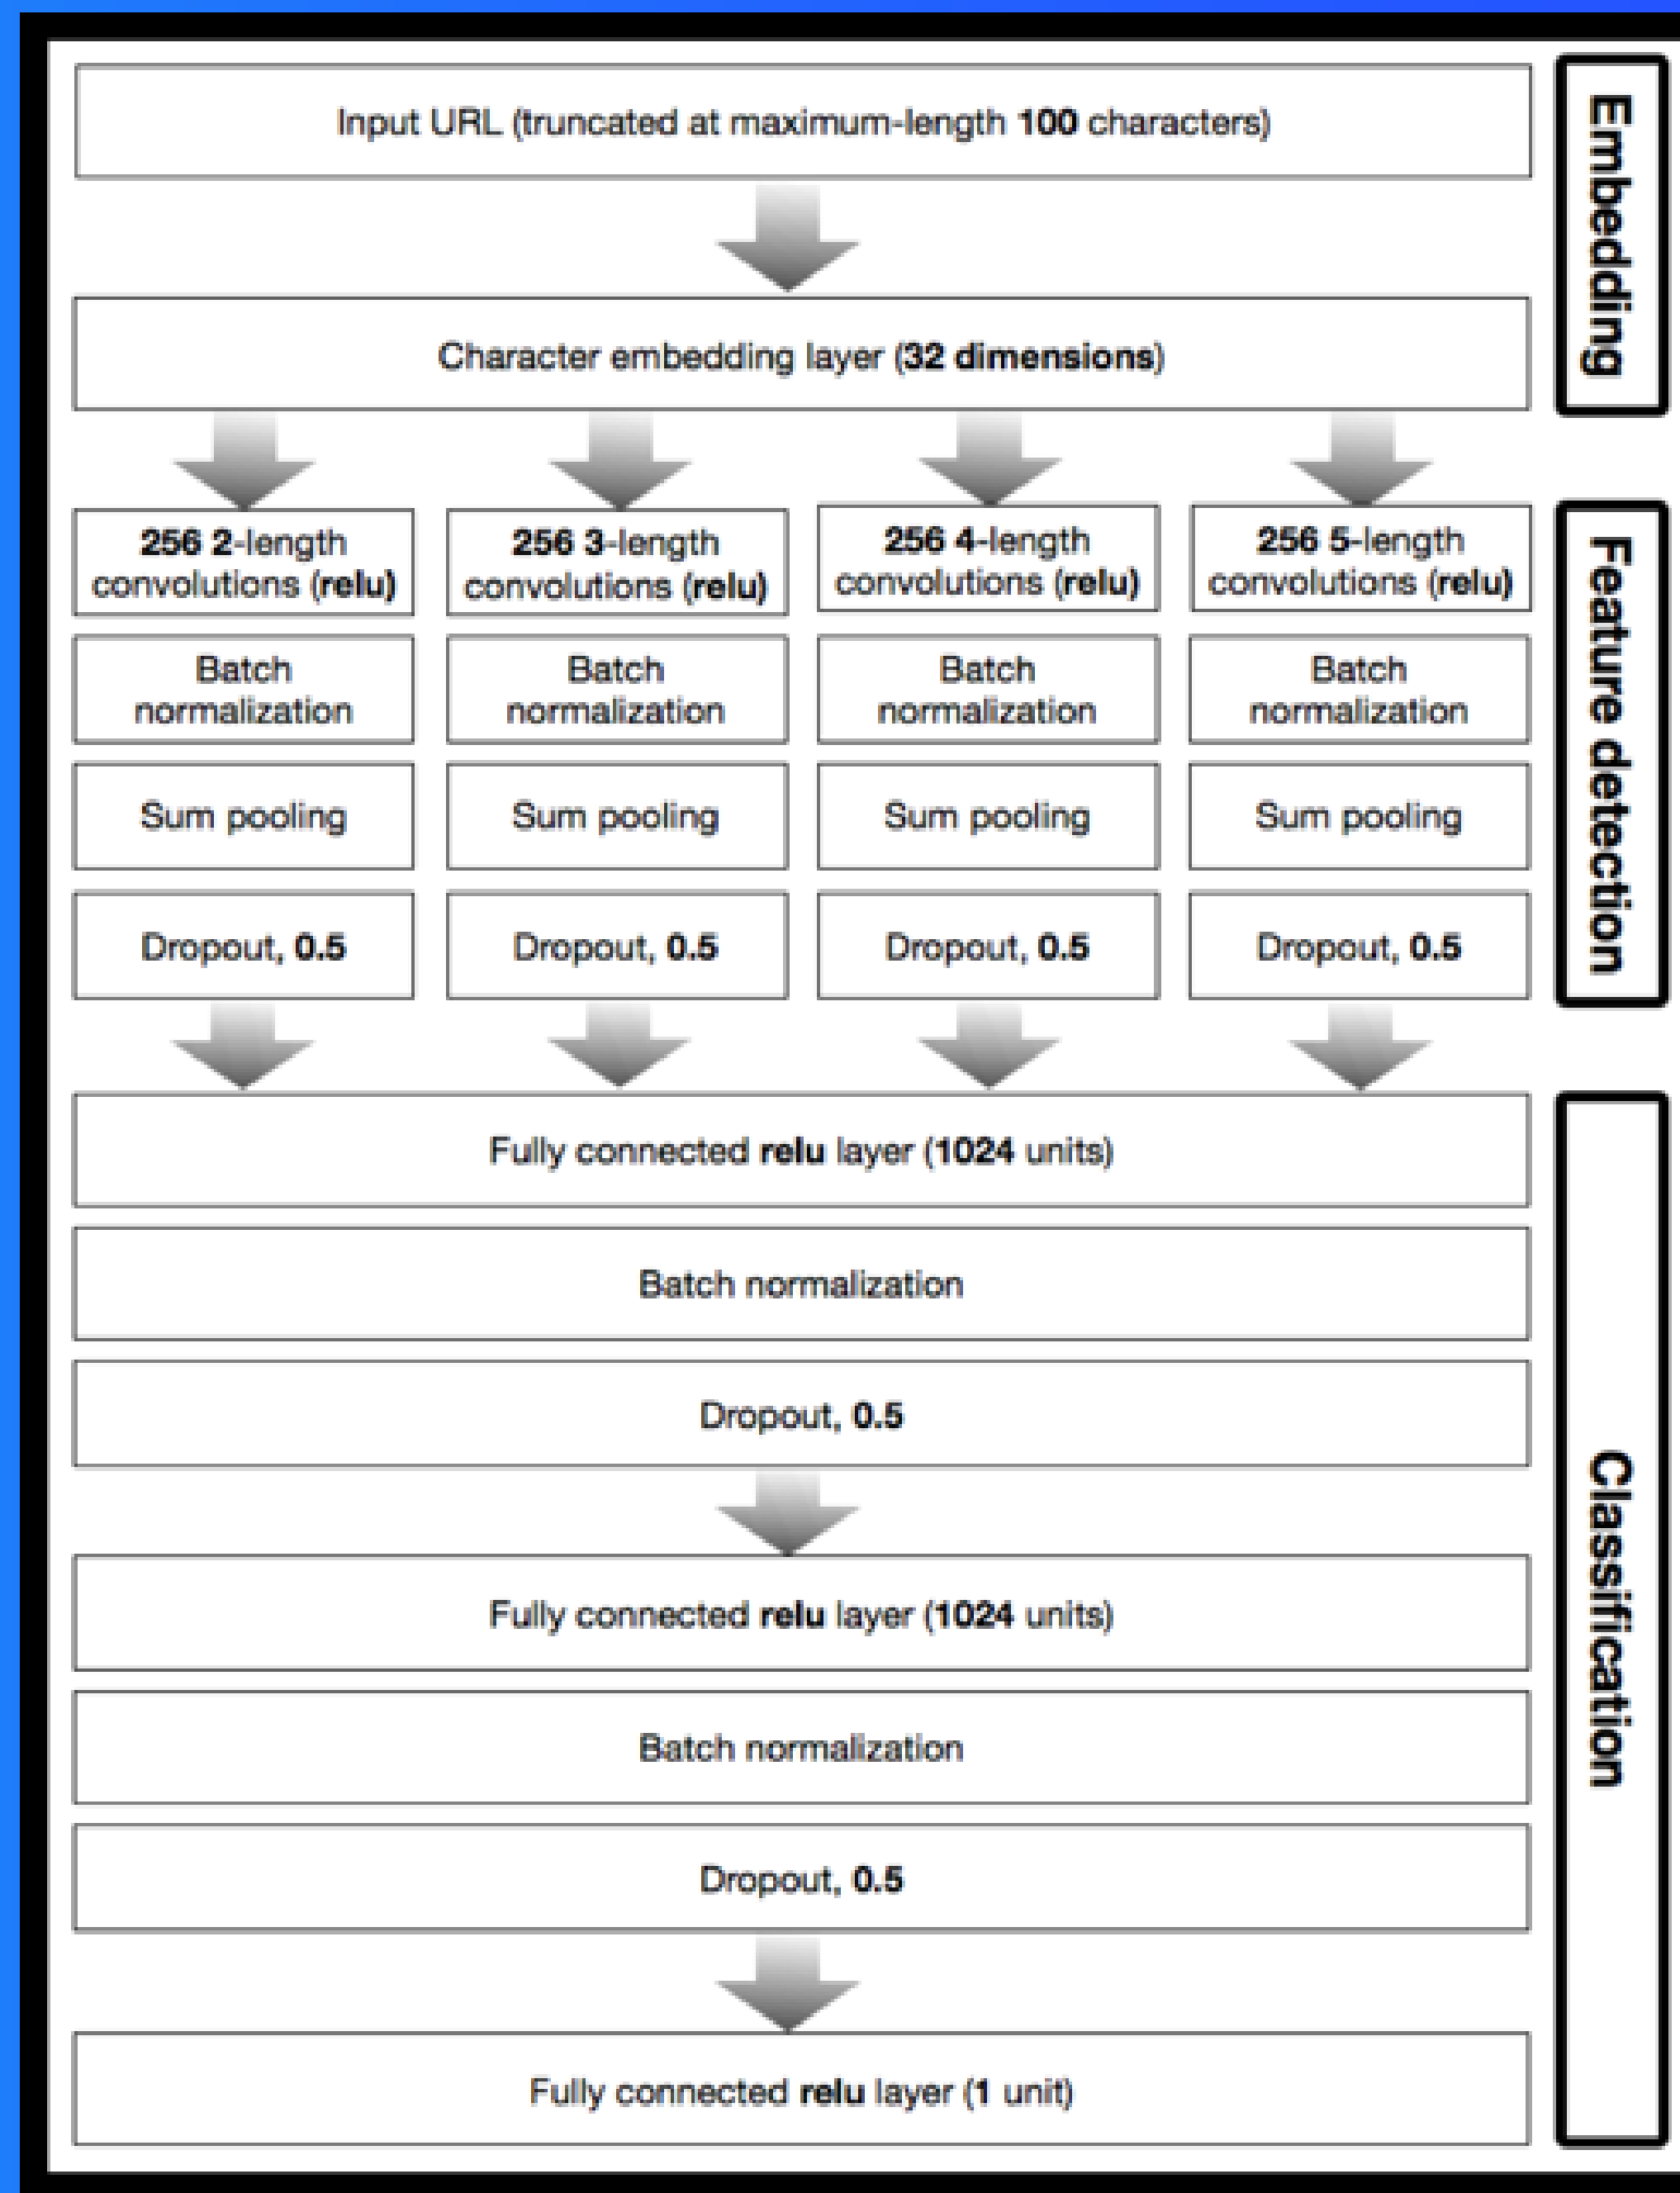 Input URL (truncated at maximum-length 100 characters)
Embedding
Character embedding layer (32 dimensions)
256 2-length
convolutions (relu)
256 3-length
convolutions (relu)
256 4-length
convolutions (relu)
256 5-length
convolutions (relu)
Feature detection
Batch
normalization
Batch
normalization
Batch
normalization
Batch
normalization
Sum pooling
Sum pooling
Sum pooling
Sum pooling
Dropout, 0.5
Dropout, 0.5
Dropout, 0.5
Dropout, 0.5
Fully connected relu layer (1024 units)
Batch normalization
Dropout, 0.5
Classification
Fully connected relu layer (1024 units)
Batch normalization
Dropout, 0.5
Fully connected relu layer (1 unit)